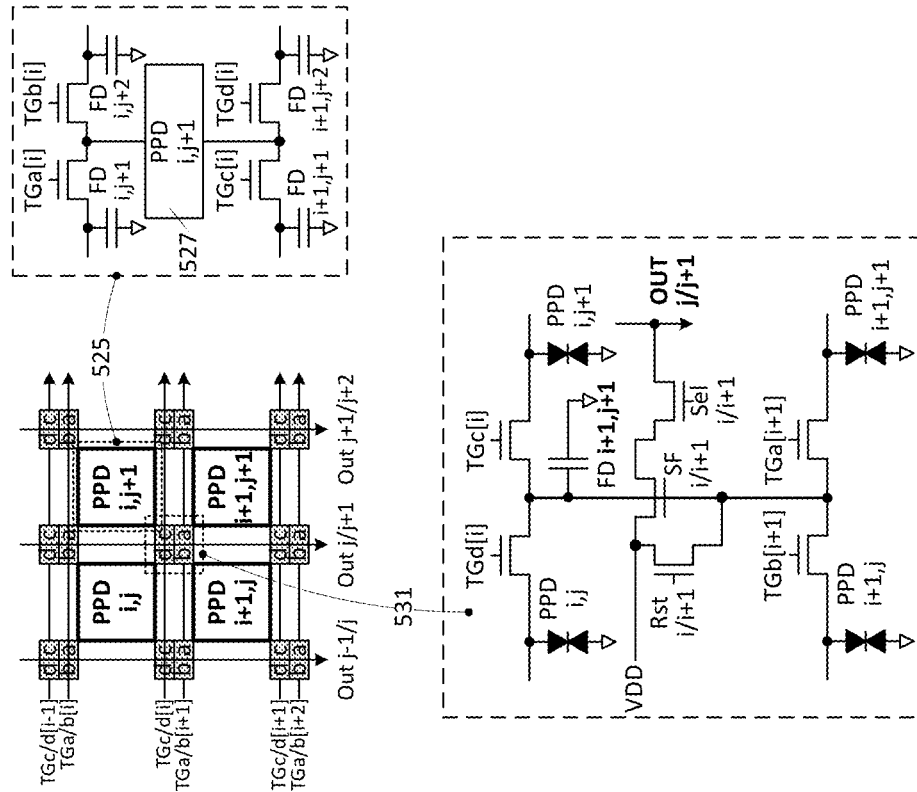 TGc/d[i-1]
d c
d c
d c
TGa/b[i]
b a
b a
b a
PPD
i,j
PPD
i,j+1
TGc/d[i]
d c
d c
d c
TGa/b[i+1]
b a
b a
b a
PPD
i+1,j
PPD
i+1,j+1
TGc/d[i+1]
d c
d c
d c
TGa/b[i+2]
b a
b a
b a
Out j-1/j
Out j/j+1
Out j+1/j+2
525
531
TGa[i]
TGb[i]
FD
i,j+1
FD
i,j+2
PPD
i,j+1
527
TGc[i]
TGd[i]
FD
i+1,j+1
FD
i+1,j+2
TGd[i]
TGc[i]
PPD
i,j
PPD
i,j+1
FD i+1,j+1
VDD
Rst
i/i+1
SF
i/i+1
Sel
i/i+1
OUT
j/j+1
TGb[i+1]
TGa[i+1]
PPD
i+1,j
PPD
i+1,j+1